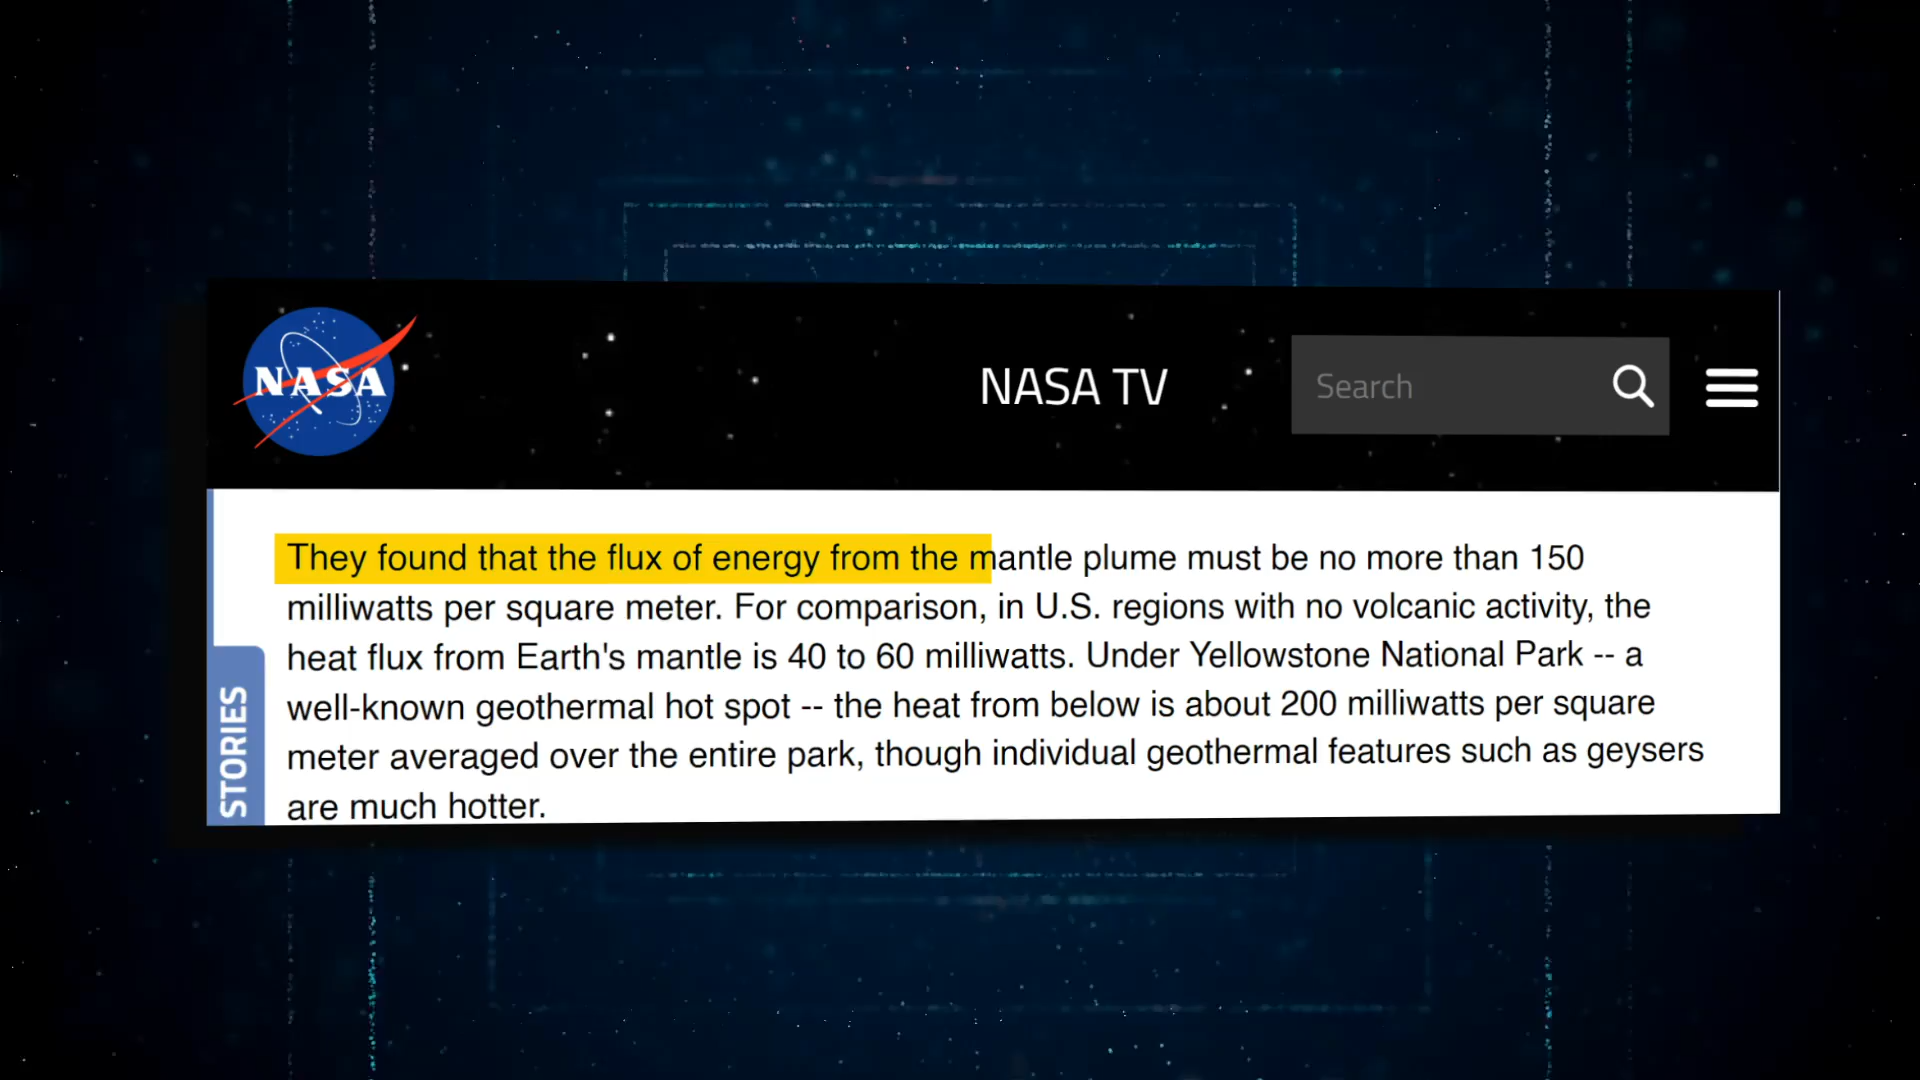 NASA
NASA TV
Search
They found that the flux of energy from the mantle plume must be no more than 150
milliwatts per square meter. For comparison, in U.S. regions with no volcanic activity, the
heat flux from Earth's mantle is 40 to 60 milliwatts. Under Yellowstone National Park -- a
well-known geothermal hot spot -- the heat from below is about 200 milliwatts per square
meter averaged over the entire park, though individual geothermal features such as geysers
are much hotter.
STORIES